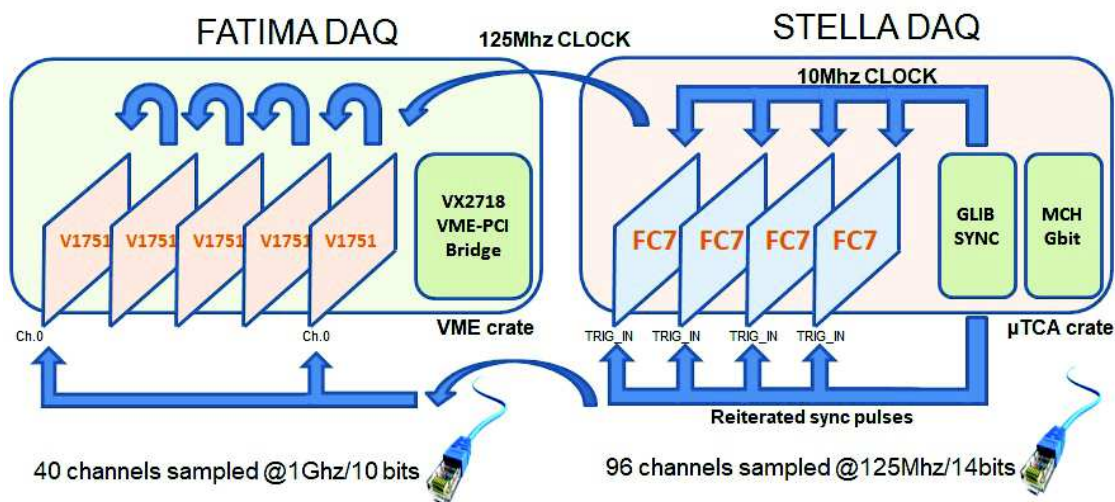 FATIMA DAQ
125Mhz CLOCK
STELLA DAQ
10Mhz CLOCK
V1751
V1751
V1751
V1751
V1751
VX2718
VME-PCI
Bridge
FC7
FC7
FC7
FC7
GLIB
SYNC
MCH
Gbit
VME crate
µTCA crate
Ch.0
Ch.0
TRIG_IN
TRIG_IN
TRIG_IN
TRIG_IN
Reiterated sync pulses
40 channels sampled @1Ghz/10 bits
96 channels sampled @125Mhz/14bits